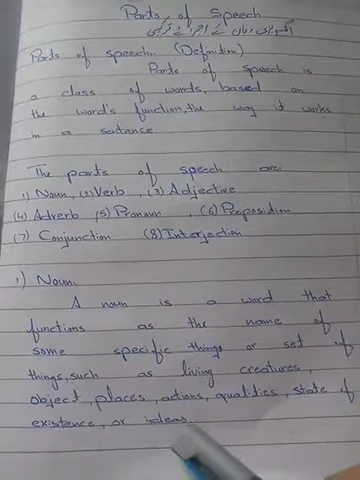 Parts of Speech
انگریزی زبان کے اجزائے ترکیبی
Parts of speech. (Definition)
Parts of speech is
a class of words, based on
the word's function, the way it works
in a sentence.
The parts of speech are:
1) Noun, (2) Verb, (3) Adjective
(4) Adverb (5) Pronoun, (6) Preposition
(7) Conjunction (8) Interjection
1) Noun.
A noun is a word that
functions as the name of
some specific things or set of
things, such as living creatures,
object, places, actions, qualities, state of
existence, or ideas.